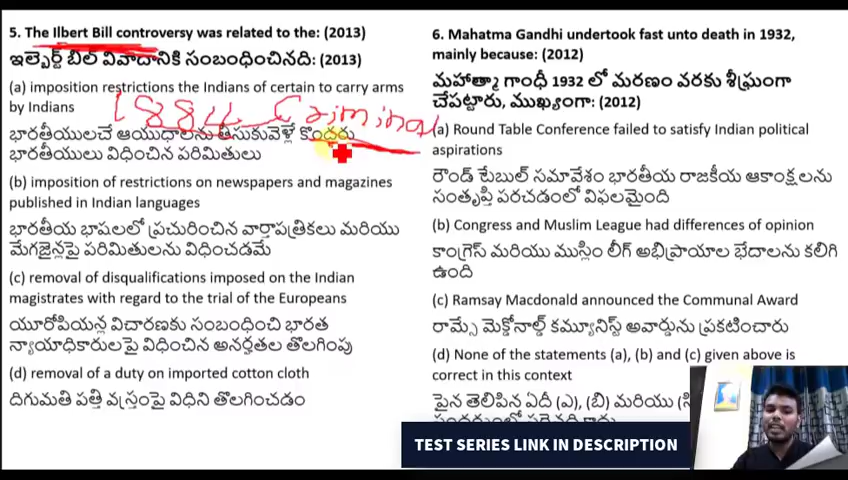 5. The Ilbert Bill controversy was related to the: (2013)
ఇల్బెర్ట్ బిల్ వివాదానికి సంబంధించినది: (2013)
(a) imposition restrictions the Indians of certain to carry arms
by Indians
భారతీయులచే ఆయుధాలను తీసుకువెళ్లే కొందరు
భారతీయులు విధించిన పరిమితులు
(b) imposition of restrictions on newspapers and magazines
published in Indian languages
భారతీయ భాషలలో ప్రచురించిన వార్తాపత్రికలు మరియు
మేగజైన్లపై పరిమితులను విధించడమే
(c) removal of disqualifications imposed on the Indian
magistrates with regard to the trial of the Europeans
యూరోపియన్ల విచారణకు సంబంధించి భారత
న్యాయాధికారులపై విధించిన అనర్హతల తొలగింపు
(d) removal of a duty on imported cotton cloth
దిగుమతి పత్తి వస్త్రంపై విధిని తొలగించడం
Criminal
6. Mahatma Gandhi undertook fast unto death in 1932,
mainly because: (2012)
మహాత్మా గాంధీ 1932 లో మరణం వరకు శీఘ్రంగా
చేపట్టారు, ముఖ్యంగా: (2012)
(a) Round Table Conference failed to satisfy Indian political
aspirations
రౌండ్ టేబుల్ సమావేశం భారతీయ రాజకీయ ఆకాంక్షలను
సంతృప్తి పరచడంలో విఫలమైంది
(b) Congress and Muslim League had differences of opinion
కాంగ్రెస్ మరియు ముస్లిం లీగ్ అభిప్రాయాల భేదాలను కలిగి
ఉంది
(c) Ramsay Macdonald announced the Communal Award
రామ్సే మెక్డోనాల్డ్ కమ్యూనిస్ట్ అవార్డును ప్రకటించారు
(d) None of the statements (a), (b) and (c) given above is
correct in this context
పైన తెలిపిన ఏదీ (ఎ), (బి) మరియు
TEST SERIES LINK IN DESCRIPTION